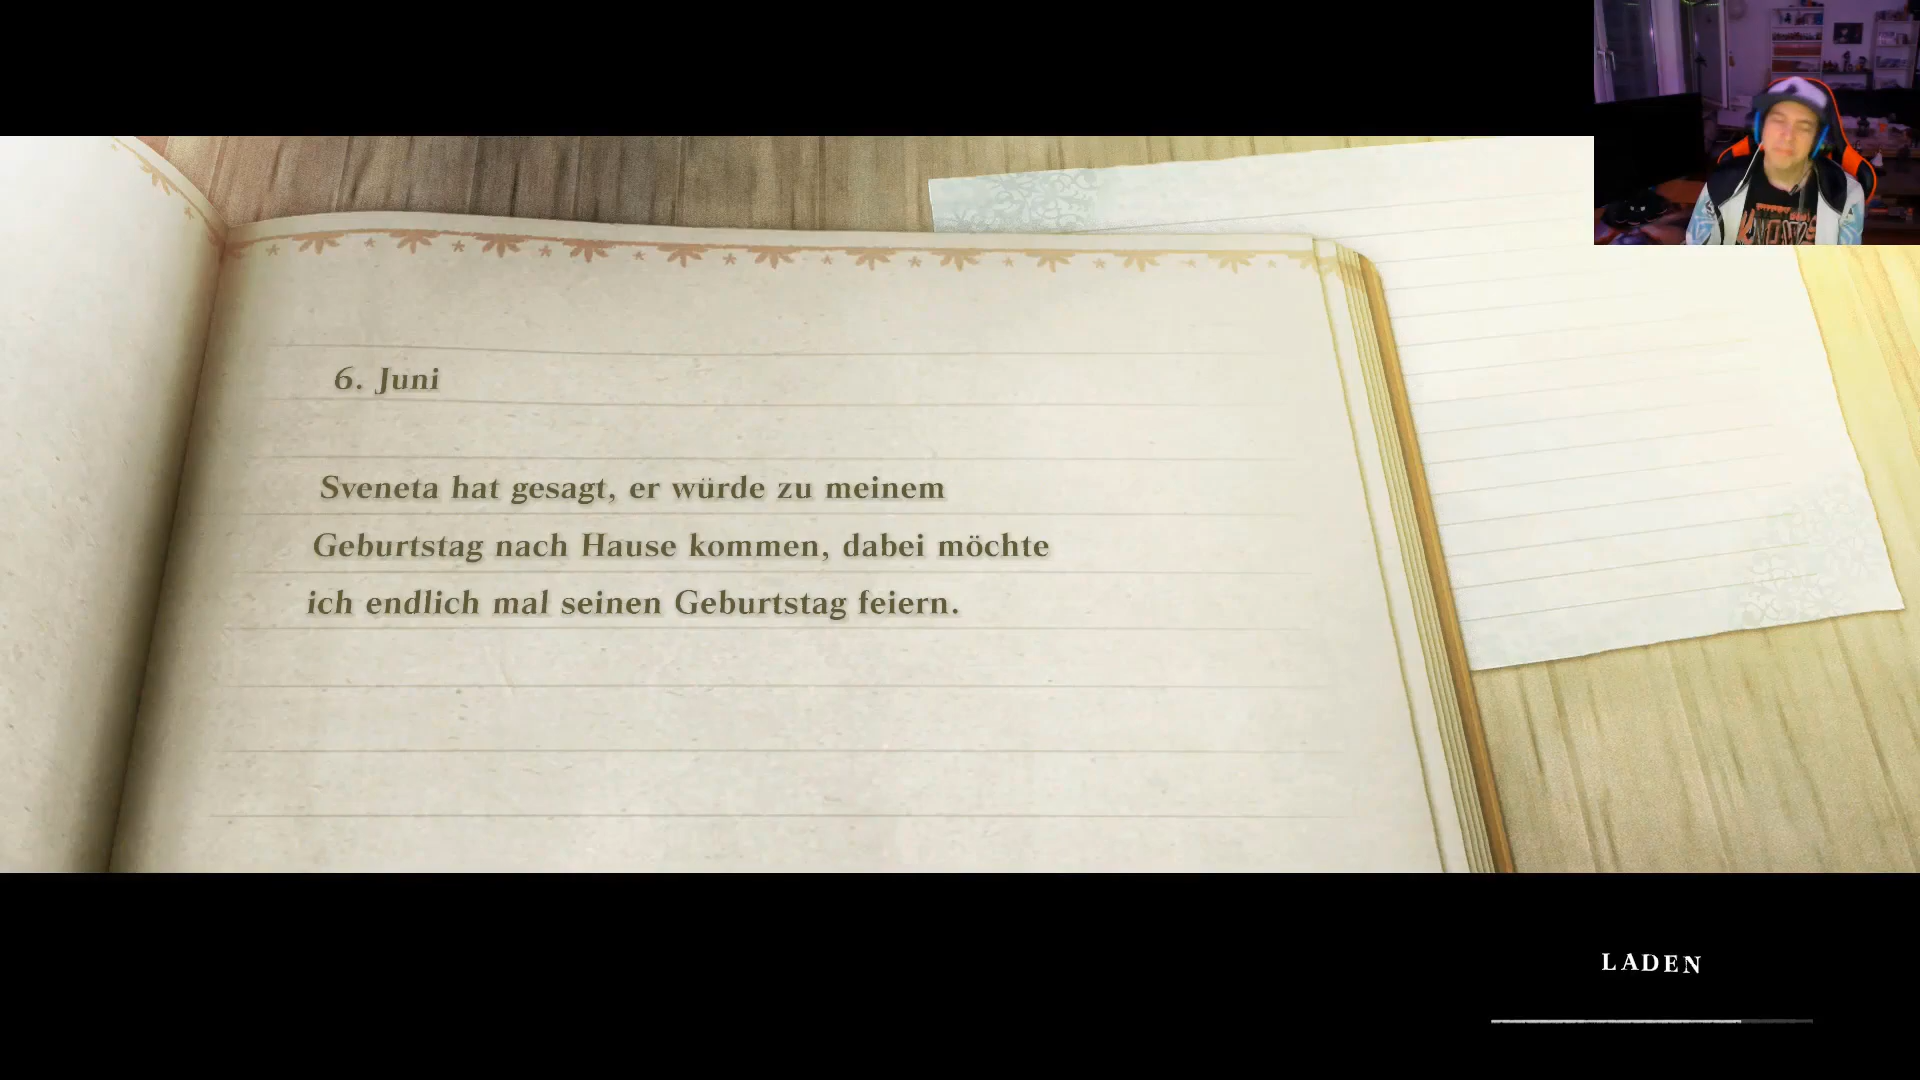 6. Juni
Sveneta hat gesagt, er würde zu meinem
Geburtstag nach Hause kommen, dabei möchte
ich endlich mal seinen Geburtstag feiern.
LADEN